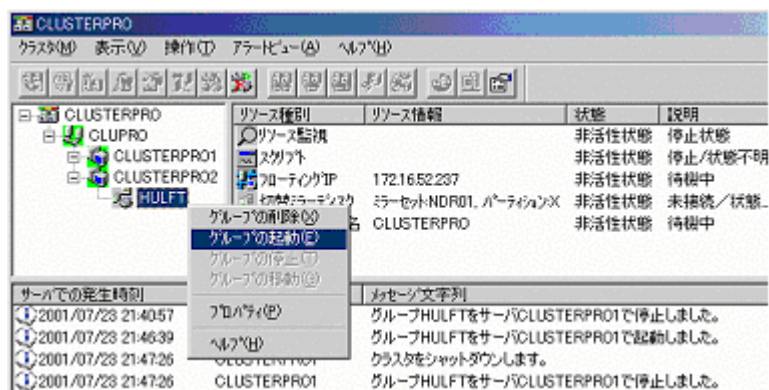 CLUSTERPRO
クラスタ(M) 表示(V) 操作(O) アラートビュー(A) ヘルプ(H)
CLUSTERPRO
CLUPRO
CLUSTERPRO1
CLUSTERPRO2
HULFT
リソース種別 リソース情報 状態 説明
リソース監視 非活性状態 停止状態
スクリプト 非活性状態 停止/状態不明
フローティングIP 172.16.52.237 非活性状態 待機中
切替ミラーディスク ミラーセット:NDR01, パーティション:X 非活性状態 未接続/状態...
名 CLUSTERPRO 非活性状態 待機中
グループの削除(X)
グループの起動(E)
グループの停止(T)
グループの移動(G)
プロパティ(P)
ヘルプ(H)
サーバでの発生時刻 メッセージ文字列
2001/07/23 21:40:57 グループHULFTをサーバCLUSTERPRO1で停止しました。
2001/07/23 21:46:39 グループHULFTをサーバCLUSTERPRO1で起動しました。
2001/07/23 21:47:26 CLUSTERPRO1 クラスタをシャットダウンします。
2001/07/23 21:47:26 CLUSTERPRO1 グループHULFTをサーバCLUSTERPRO1で停止しました。